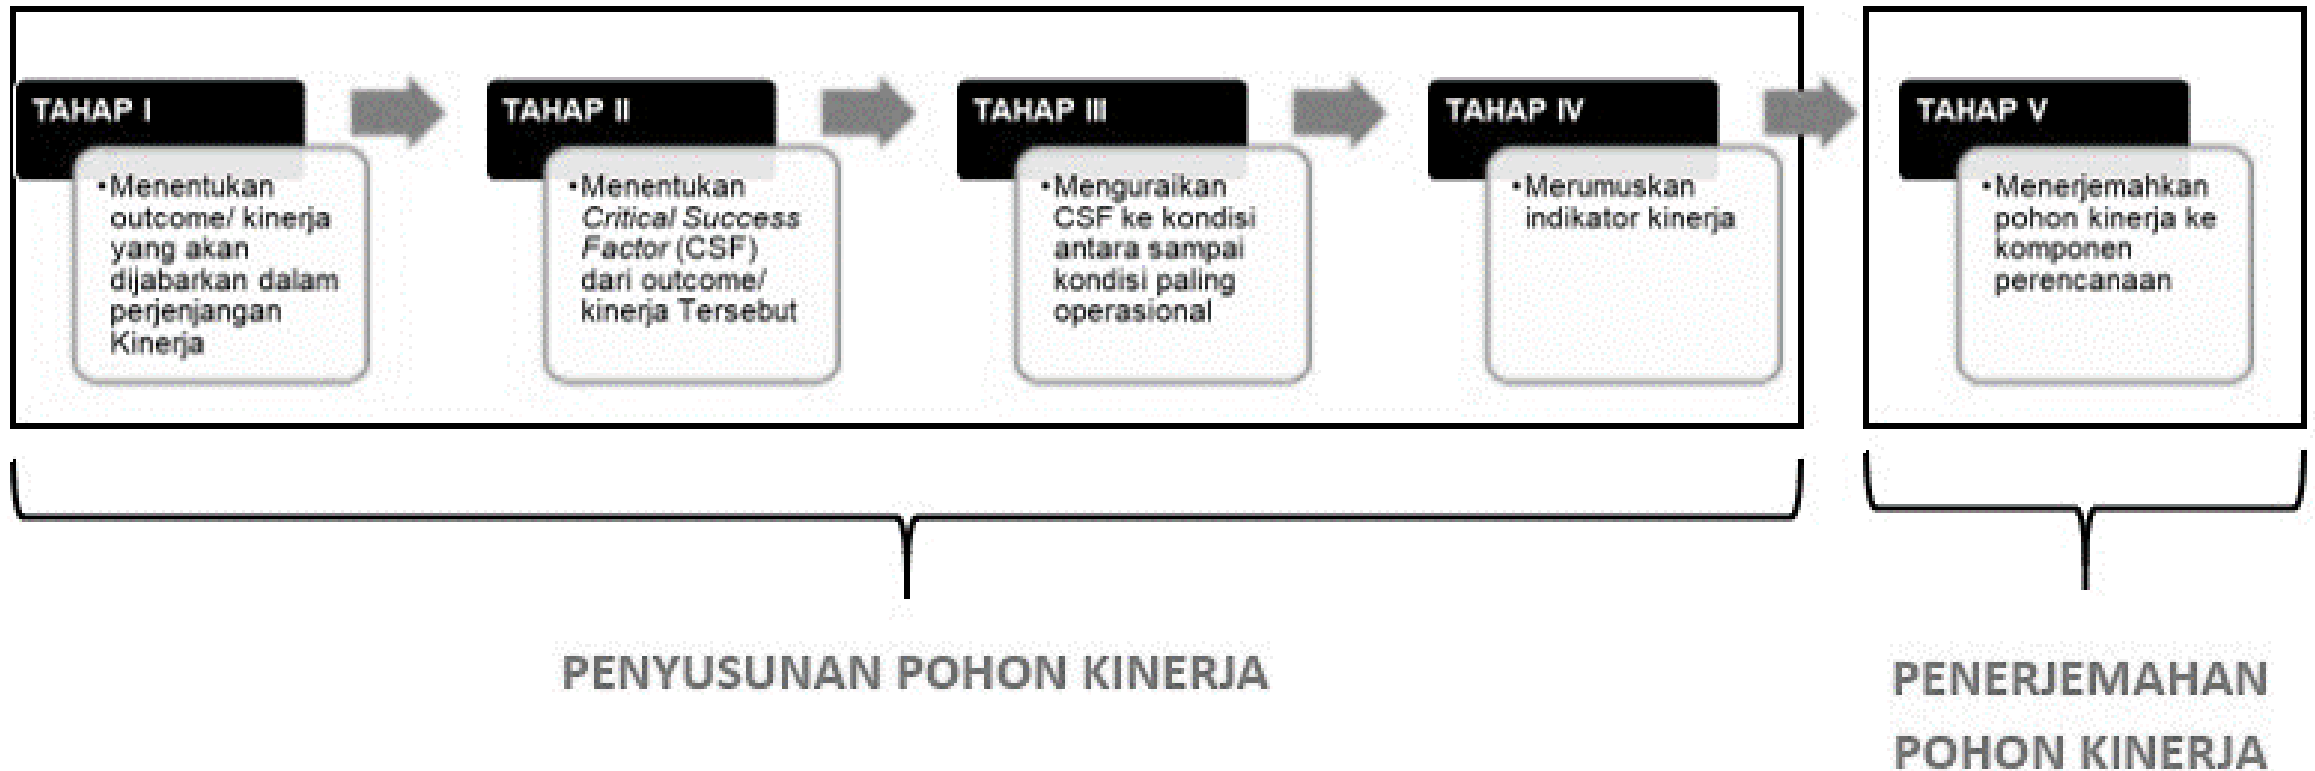 TAHAP I
•Menentukan
outcome/ kinerja
yang akan
dijabarkan dalam
perjenjangan
Kinerja
TAHAP II
•Menentukan
Critical Success
Factor (CSF)
dari outcome/
kinerja Tersebut
TAHAP III
•Menguraikan
CSF ke kondisi
antara sampai
kondisi paling
operasional
TAHAP IV
•Merumuskan
indikator kinerja
TAHAP V
•Menerjemahkan
pohon kinerja ke
komponen
perencanaan
PENYUSUNAN POHON KINERJA
PENERJEMAHAN
POHON KINERJA